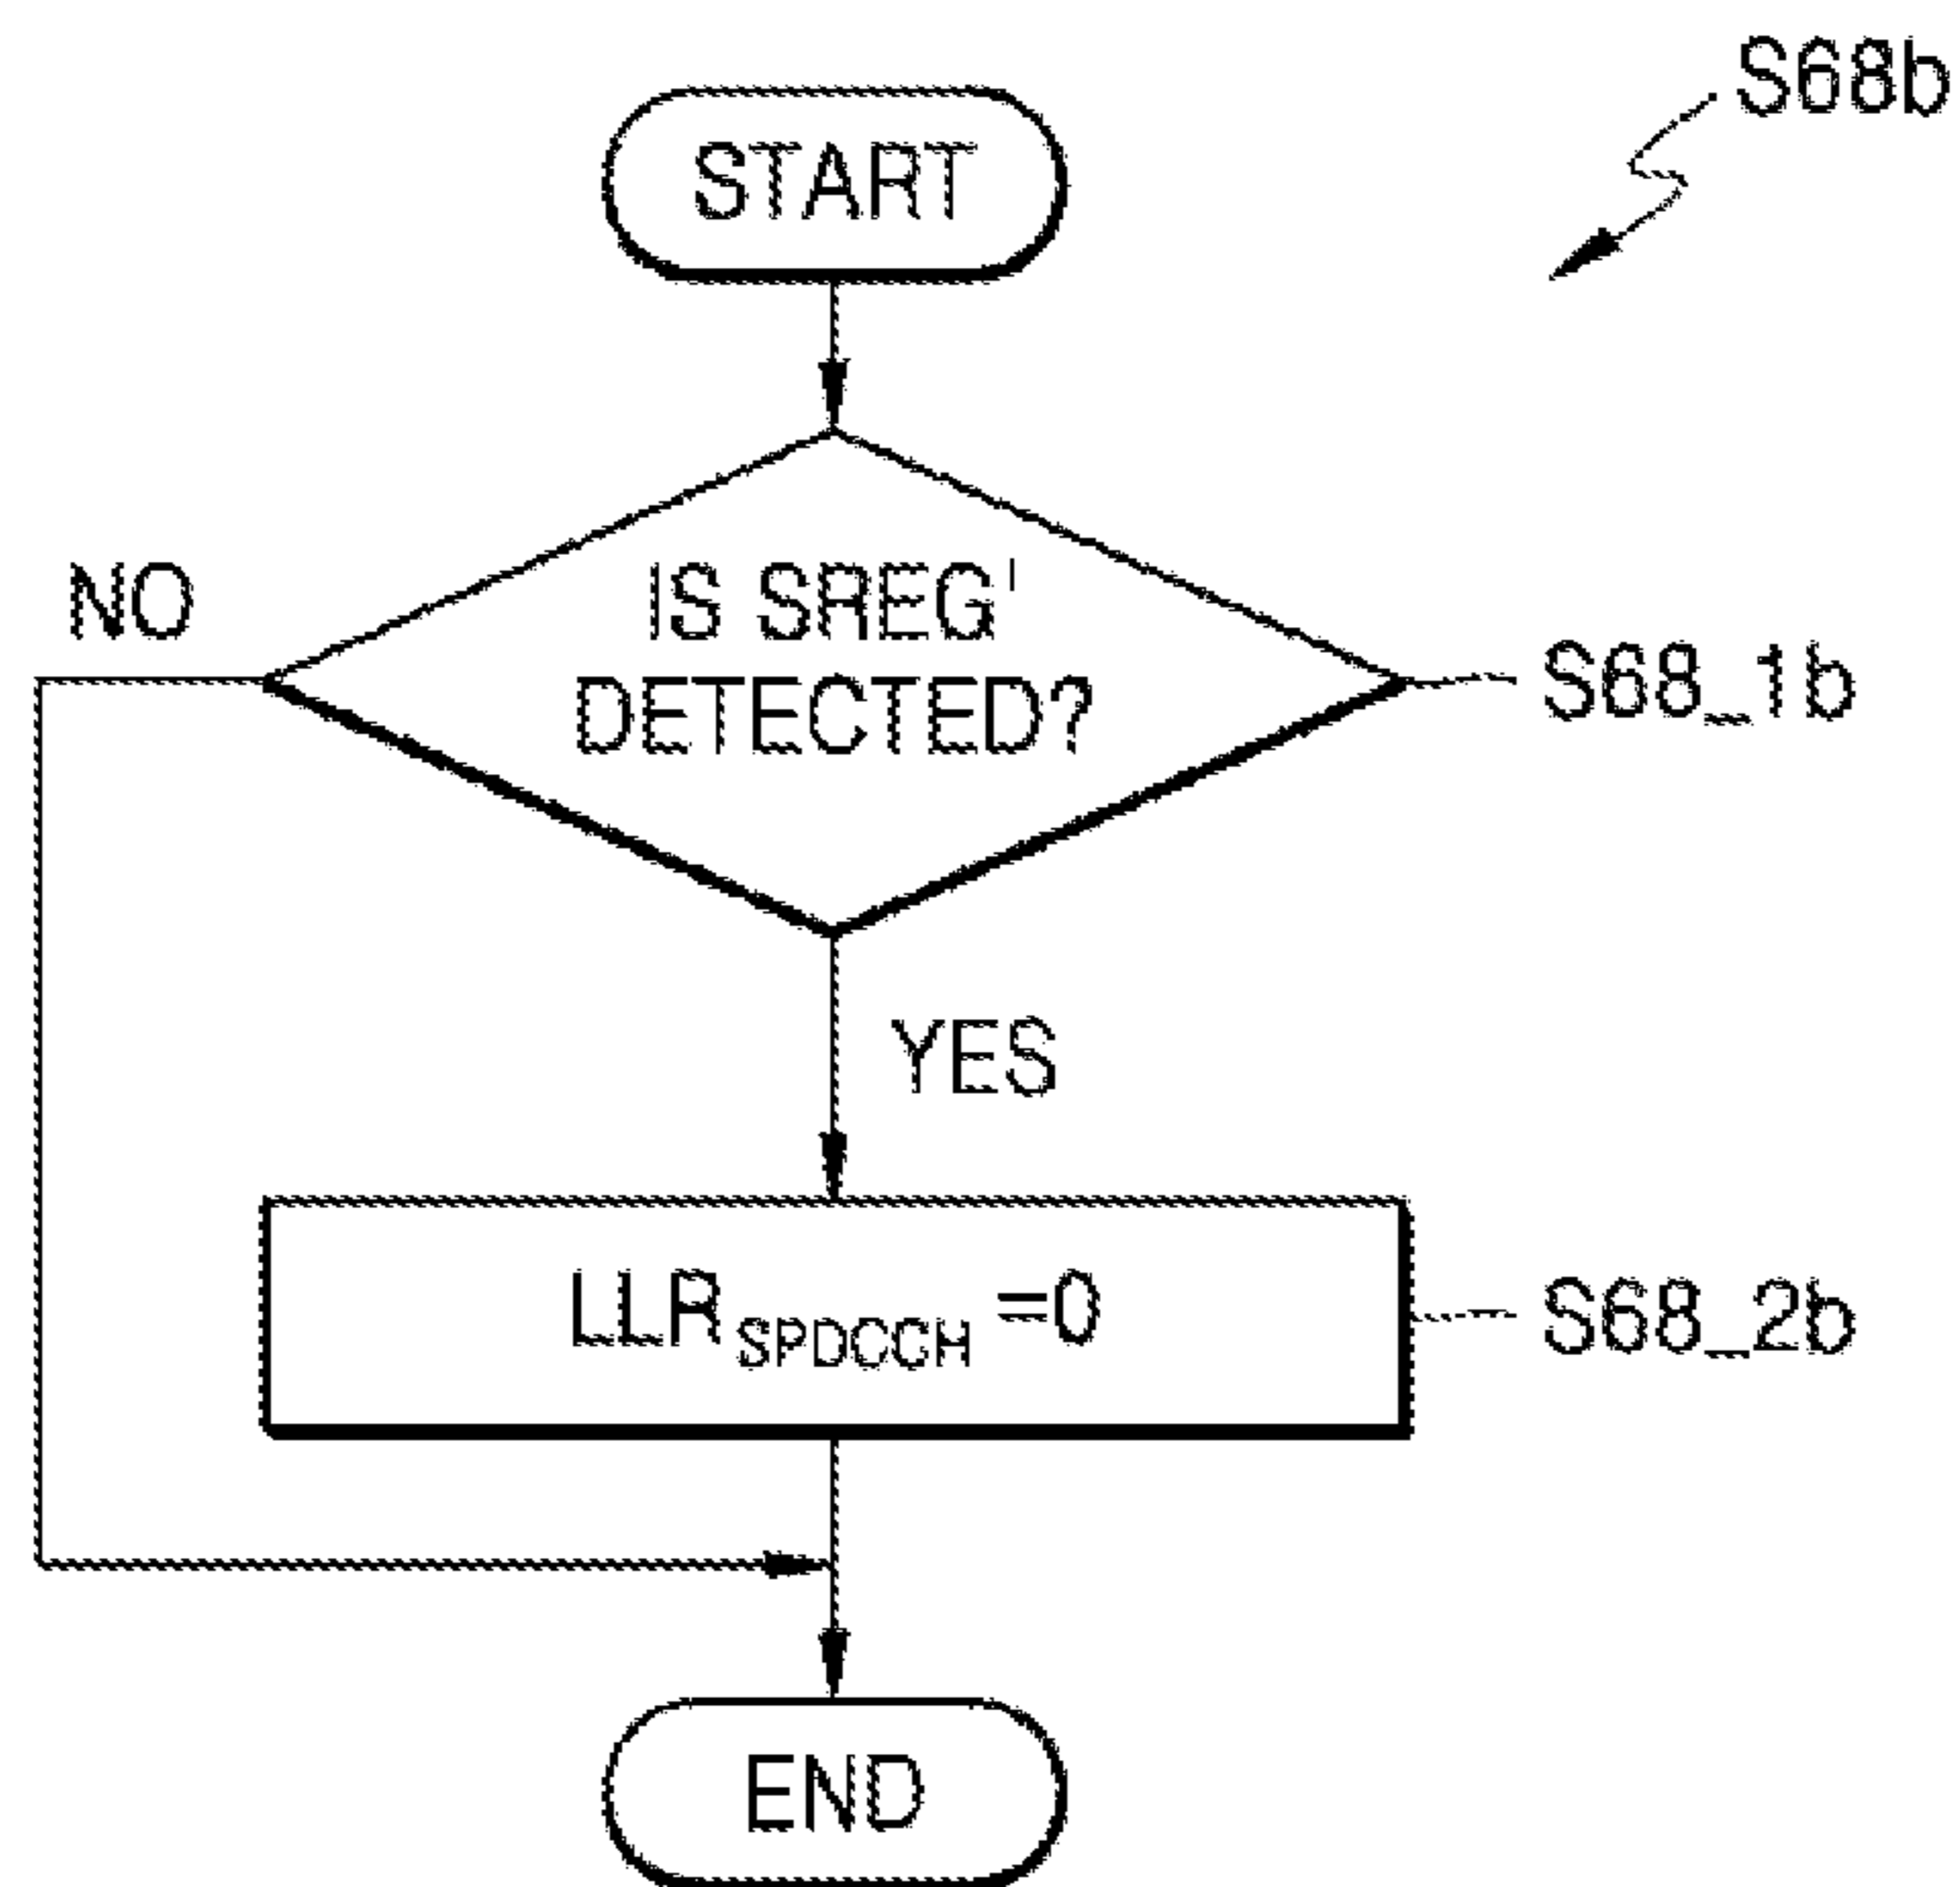 S68b
START
NO
IS SREG'
DETECTED?
S68_1b
YES
LLR SPDCCH =0
S68_2b
END